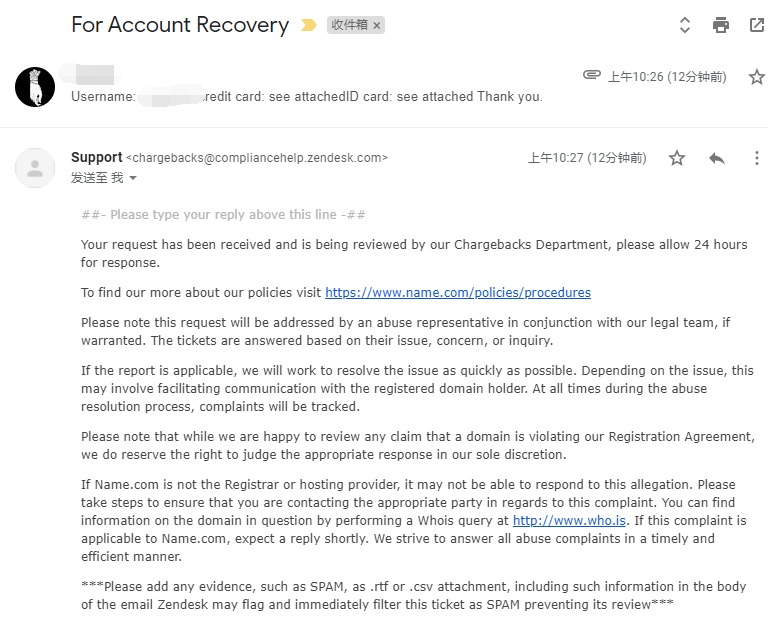 For Account Recovery
收件箱 ×
上午10:26 (12分钟前)
Username: redit card: see attachedID card: see attached Thank you.
Support <chargebacks@compliancehelp.zendesk.com>
上午10:27 (12分钟前)
发送至 我
##- Please type your reply above this line -##
Your request has been received and is being reviewed by our Chargebacks Department, please allow 24 hours
for response.
To find our more about our policies visit https://www.name.com/policies/procedures
Please note this request will be addressed by an abuse representative in conjunction with our legal team, if
warranted. The tickets are answered based on their issue, concern, or inquiry.
If the report is applicable, we will work to resolve the issue as quickly as possible. Depending on the issue, this
may involve facilitating communication with the registered domain holder. At all times during the abuse
resolution process, complaints will be tracked.
Please note that while we are happy to review any claim that a domain is violating our Registration Agreement,
we do reserve the right to judge the appropriate response in our sole discretion.
If Name.com is not the Registrar or hosting provider, it may not be able to respond to this allegation. Please
take steps to ensure that you are contacting the appropriate party in regards to this complaint. You can find
information on the domain in question by performing a Whois query at http://www.who.is. If this complaint is
applicable to Name.com, expect a reply shortly. We strive to answer all abuse complaints in a timely and
efficient manner.
***Please add any evidence, such as SPAM, as .rtf or .csv attachment, including such information in the body
of the email Zendesk may flag and immediately filter this ticket as SPAM preventing its review***